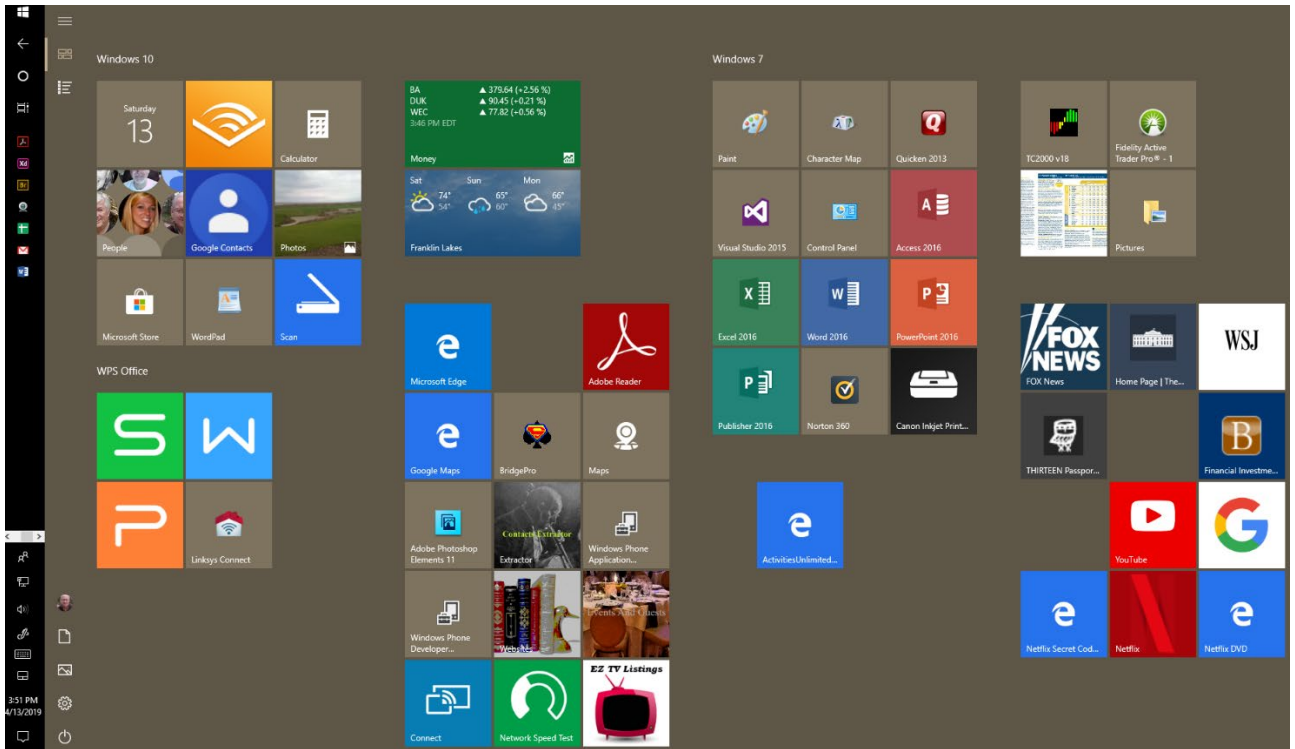 Windows 10
Saturday
13
Calculator
People
Google Contacts
Photos
Microsoft Store
WordPad
Scan
WPS Office
Linksys Connect
BA ▲ 379.64 (+2.56 %)
DUK ▲ 90.45 (+0.21 %)
WEC ▲ 77.82 (+0.56 %)
3:46 PM EDT
Money
Sat Sun Mon
74° 65° 66°
54° 60° 45°
Franklin Lakes
Microsoft Edge
Adobe Reader
Google Maps
BridgePro
Maps
Adobe Photoshop
Elements 11
Contacts Extraktor
Extractor
Windows Phone
Application...
Windows Phone
Developer...
Websites
Events And Guests
Connect
Network Speed Test
EZ TV Listings
Windows 7
Paint
Character Map
Quicken 2013
Visual Studio 2015
Control Panel
Access 2016
Excel 2016
Word 2016
PowerPoint 2016
Publisher 2016
Norton 360
Canon Inkjet Print...
ActivitiesUnlimited...
TC2000 v18
Fidelity Active
Trader Pro® - 1
Pictures
FOX
NEWS
FOX News
Home Page | The...
WSJ
THIRTEEN Passpor...
B
Financial Investme...
YouTube
Netflix Secret Cod...
Netflix
Netflix DVD
Xd
Br
3:51 PM
4/13/2019